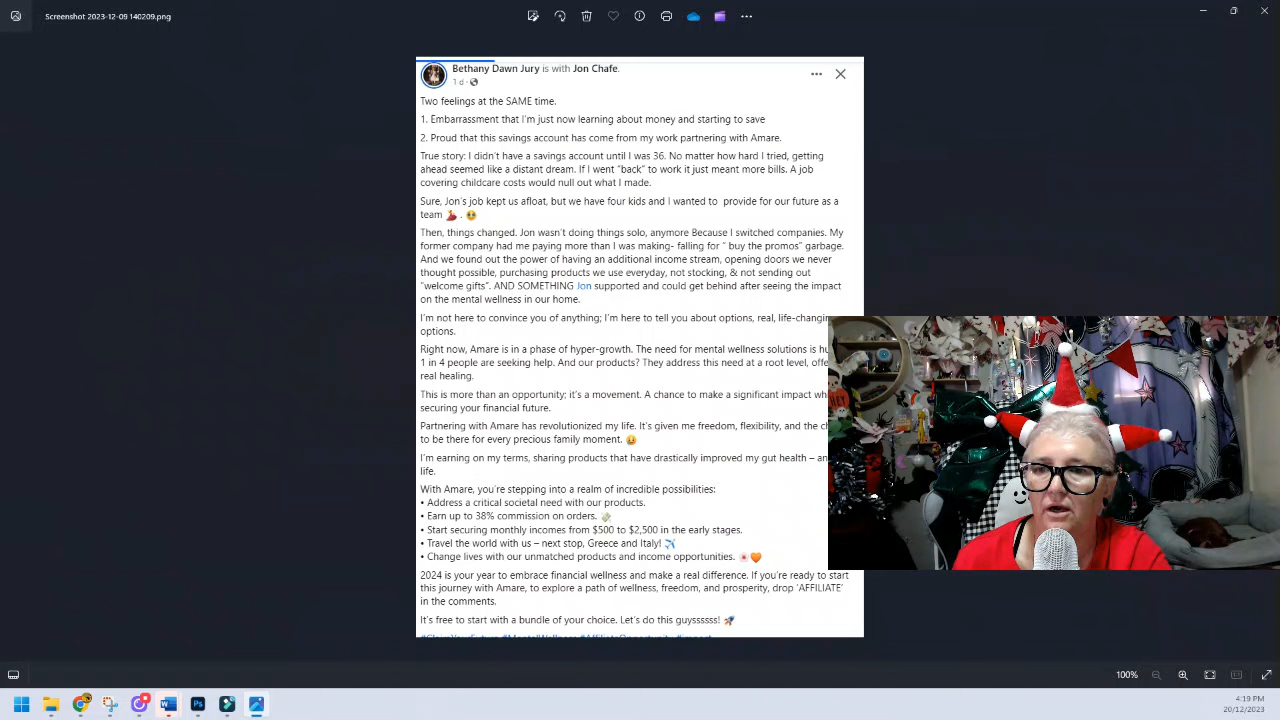 Screenshot 2023-12-09 140209.png
Bethany Dawn Jury is with Jon Chafe.
1 d ·
Two feelings at the SAME time.
1. Embarrassment that I'm just now learning about money and starting to save
2. Proud that this savings account has come from my work partnering with Amare.
True story: I didn't have a savings account until I was 36. No matter how hard I tried, getting
ahead seemed like a distant dream. If I went "back" to work it just meant more bills. A job
covering childcare costs would null out what I made.
Sure, Jon's job kept us afloat, but we have four kids and I wanted to provide for our future as a
team 💃 . 🥹
Then, things changed. Jon wasn't doing things solo, anymore Because I switched companies. My
former company had me paying more than I was making- falling for " buy the promos" garbage.
And we found out the power of having an additional income stream, opening doors we never
thought possible, purchasing products we use everyday, not stocking, & not sending out
"welcome gifts". AND SOMETHING Jon supported and could get behind after seeing the impact
on the mental wellness in our home.
I'm not here to convince you of anything; I'm here to tell you about options, real, life-changin
options.
Right now, Amare is in a phase of hyper-growth. The need for mental wellness solutions is hu
1 in 4 people are seeking help. And our products? They address this need at a root level, offe
real healing.
This is more than an opportunity; it's a movement. A chance to make a significant impact wh
securing your financial future.
Partnering with Amare has revolutionized my life. It's given me freedom, flexibility, and the ch
to be there for every precious family moment. 😝
I'm earning on my terms, sharing products that have drastically improved my gut health – an
life.
With Amare, you're stepping into a realm of incredible possibilities:
• Address a critical societal need with our products.
• Earn up to 38% commission on orders. 💸
• Start securing monthly incomes from $500 to $2,500 in the early stages.
• Travel the world with us – next stop, Greece and Italy! ✈️
• Change lives with our unmatched products and income opportunities. 🌸🧡
2024 is your year to embrace financial wellness and make a real difference. If you're ready to start
this journey with Amare, to explore a path of wellness, freedom, and prosperity, drop 'AFFILIATE'
in the comments.
It's free to start with a bundle of your choice. Let's do this guyssssss! 🚀
#ClaimYourFuture #MentalWellness #AffiliateOpportunity #impact
100%
4:19 PM
20/12/2023